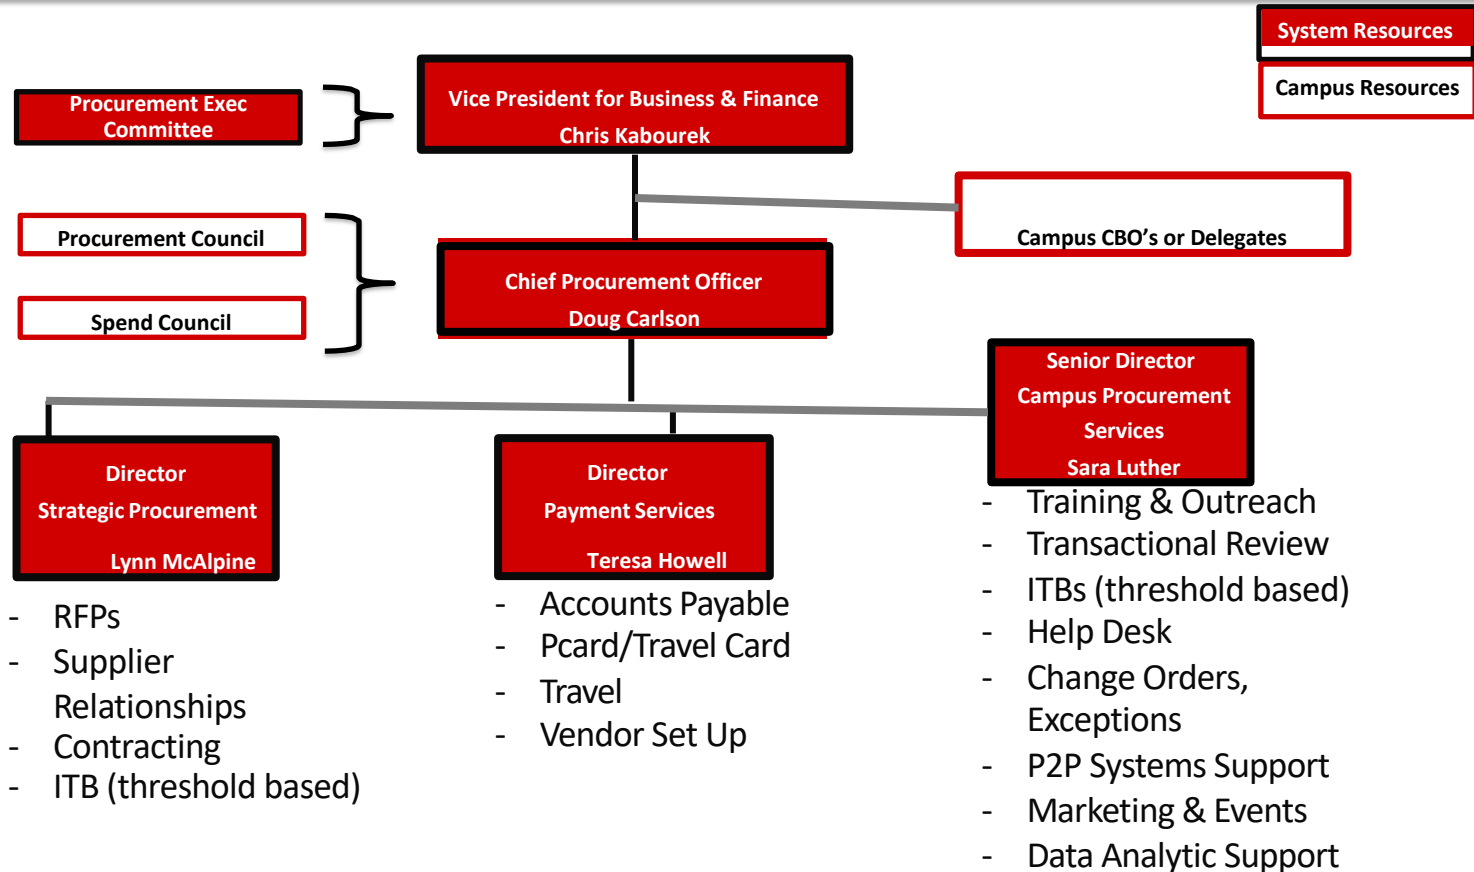 System Resources
Campus Resources
Procurement Exec
Committee
Vice President for Business & Finance
Chris Kabourek
Procurement Council
Spend Council
Campus CBO's or Delegates
Chief Procurement Officer
Doug Carlson
Director
Strategic Procurement
Lynn McAlpine
- RFPs
- Supplier
Relationships
- Contracting
- ITB (threshold based)
Director
Payment Services
Teresa Howell
- Accounts Payable
- Pcard/Travel Card
- Travel
- Vendor Set Up
Senior Director
Campus Procurement
Services
Sara Luther
- Training & Outreach
- Transactional Review
- ITBs (threshold based)
- Help Desk
- Change Orders,
Exceptions
- P2P Systems Support
- Marketing & Events
- Data Analytic Support